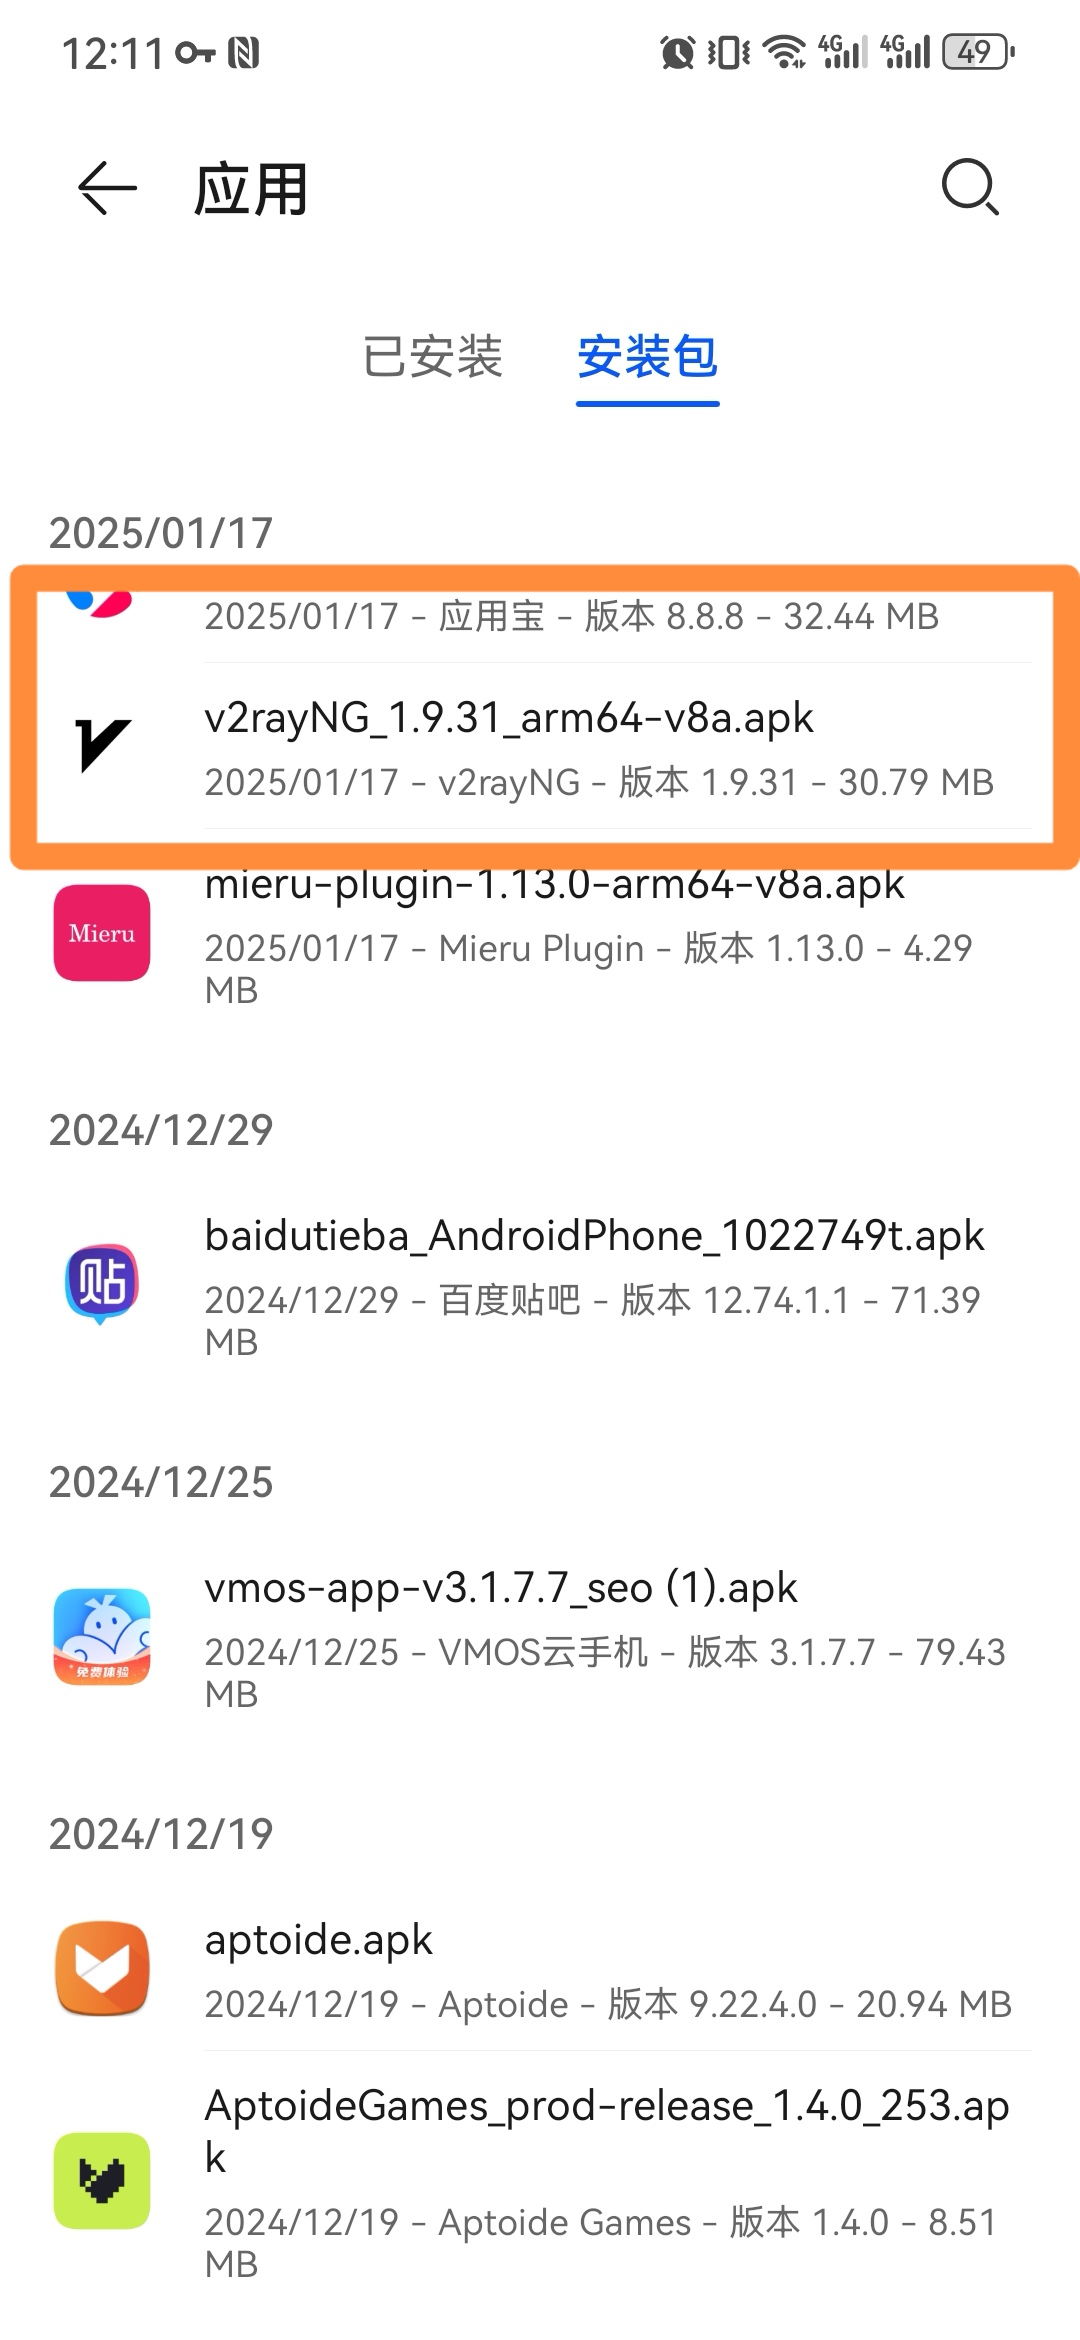 12:11
4G 4G 49
应用
已安装 安装包
2025/01/17
2025/01/17 - 应用宝 - 版本 8.8.8 - 32.44 MB
v2rayNG_1.9.31_arm64-v8a.apk
2025/01/17 - v2rayNG - 版本 1.9.31 - 30.79 MB
mieru-plugin-1.13.0-arm64-v8a.apk
Mieru
2025/01/17 - Mieru Plugin - 版本 1.13.0 - 4.29
MB
2024/12/29
baidutieba_AndroidPhone_1022749t.apk
贴
2024/12/29 - 百度贴吧 - 版本 12.74.1.1 - 71.39
MB
2024/12/25
vmos-app-v3.1.7.7_seo (1).apk
2024/12/25 - VMOS云手机 - 版本 3.1.7.7 - 79.43
免费体验
MB
2024/12/19
aptoide.apk
2024/12/19 - Aptoide - 版本 9.22.4.0 - 20.94 MB
AptoideGames_prod-release_1.4.0_253.ap
k
2024/12/19 - Aptoide Games - 版本 1.4.0 - 8.51
MB